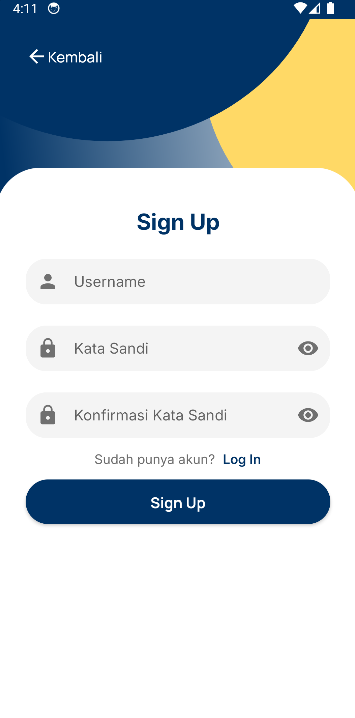 4:11
Kembali
Sign Up
Username
Kata Sandi
Konfirmasi Kata Sandi
Sudah punya akun? Log In
Sign Up